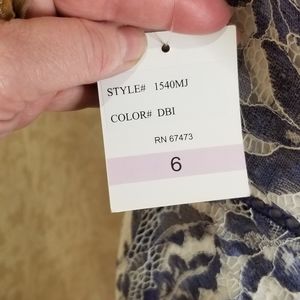 STYLE# 1540MJ
COLOR# DBI
RN 67473
6